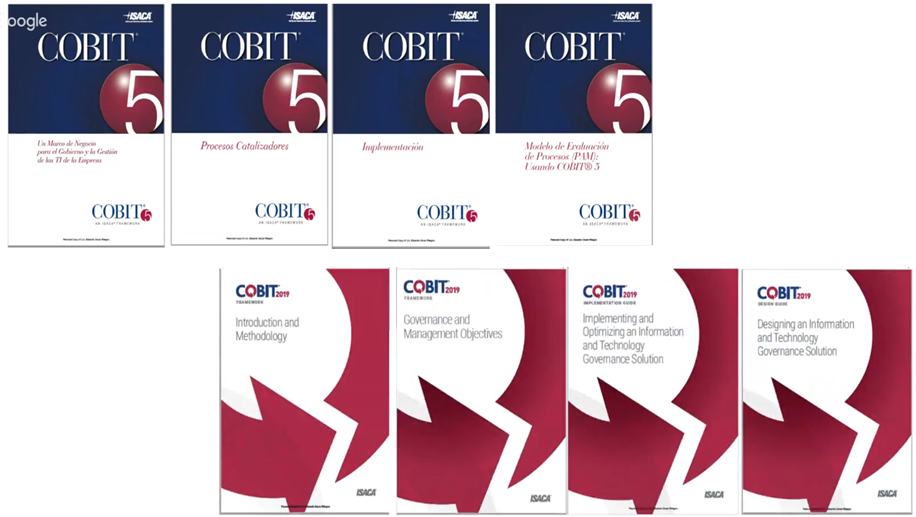 oogle
ISACA
COBIT®
5
Un Marco de Negocio
para el Gobierno y la Gestión
de las TI de la Empresa
COBIT® 5
AN ISACA® FRAMEWORK
ISACA
COBIT®
5
Procesos Catalizadores
COBIT® 5
AN ISACA® FRAMEWORK
ISACA
COBIT®
5
Implementación
COBIT® 5
AN ISACA® FRAMEWORK
ISACA
COBIT®
5
Modelo de Evaluación
de Procesos (PAM):
Usando COBIT® 5
COBIT® 5
AN ISACA® FRAMEWORK
COBIT 2019
FRAMEWORK
Introduction and
Methodology
ISACA
COBIT 2019
FRAMEWORK
Governance and
Management Objectives
ISACA
COBIT 2019
IMPLEMENTATION GUIDE
Implementing and
Optimizing an Information
and Technology
Governance Solution
ISACA
COBIT 2019
DESIGN GUIDE
Designing an Information
and Technology
Governance Solution
ISACA